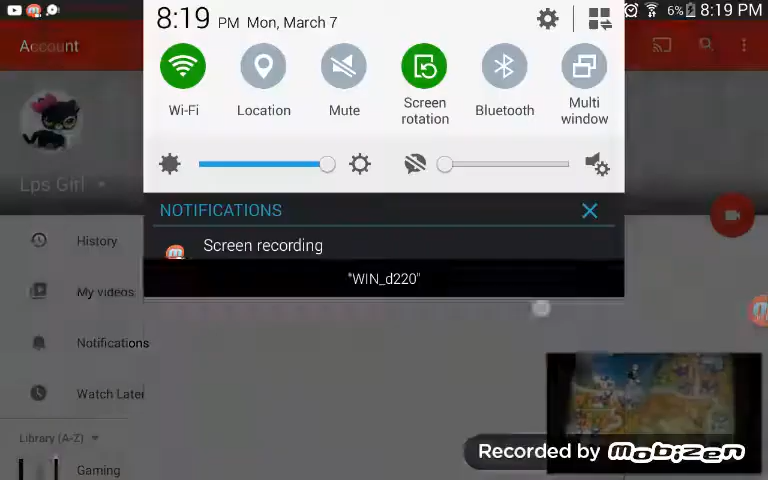 8:19 PM Mon, March 7
6% 8:19 PM
Account
Wi-Fi
Location
Mute
Screen rotation
Bluetooth
Multi window
Lps Girl
NOTIFICATIONS
Screen recording
"WIN_d220"
History
My videos
Notifications
Watch Later
Library (A-Z)
Gaming
Recorded by mobizen